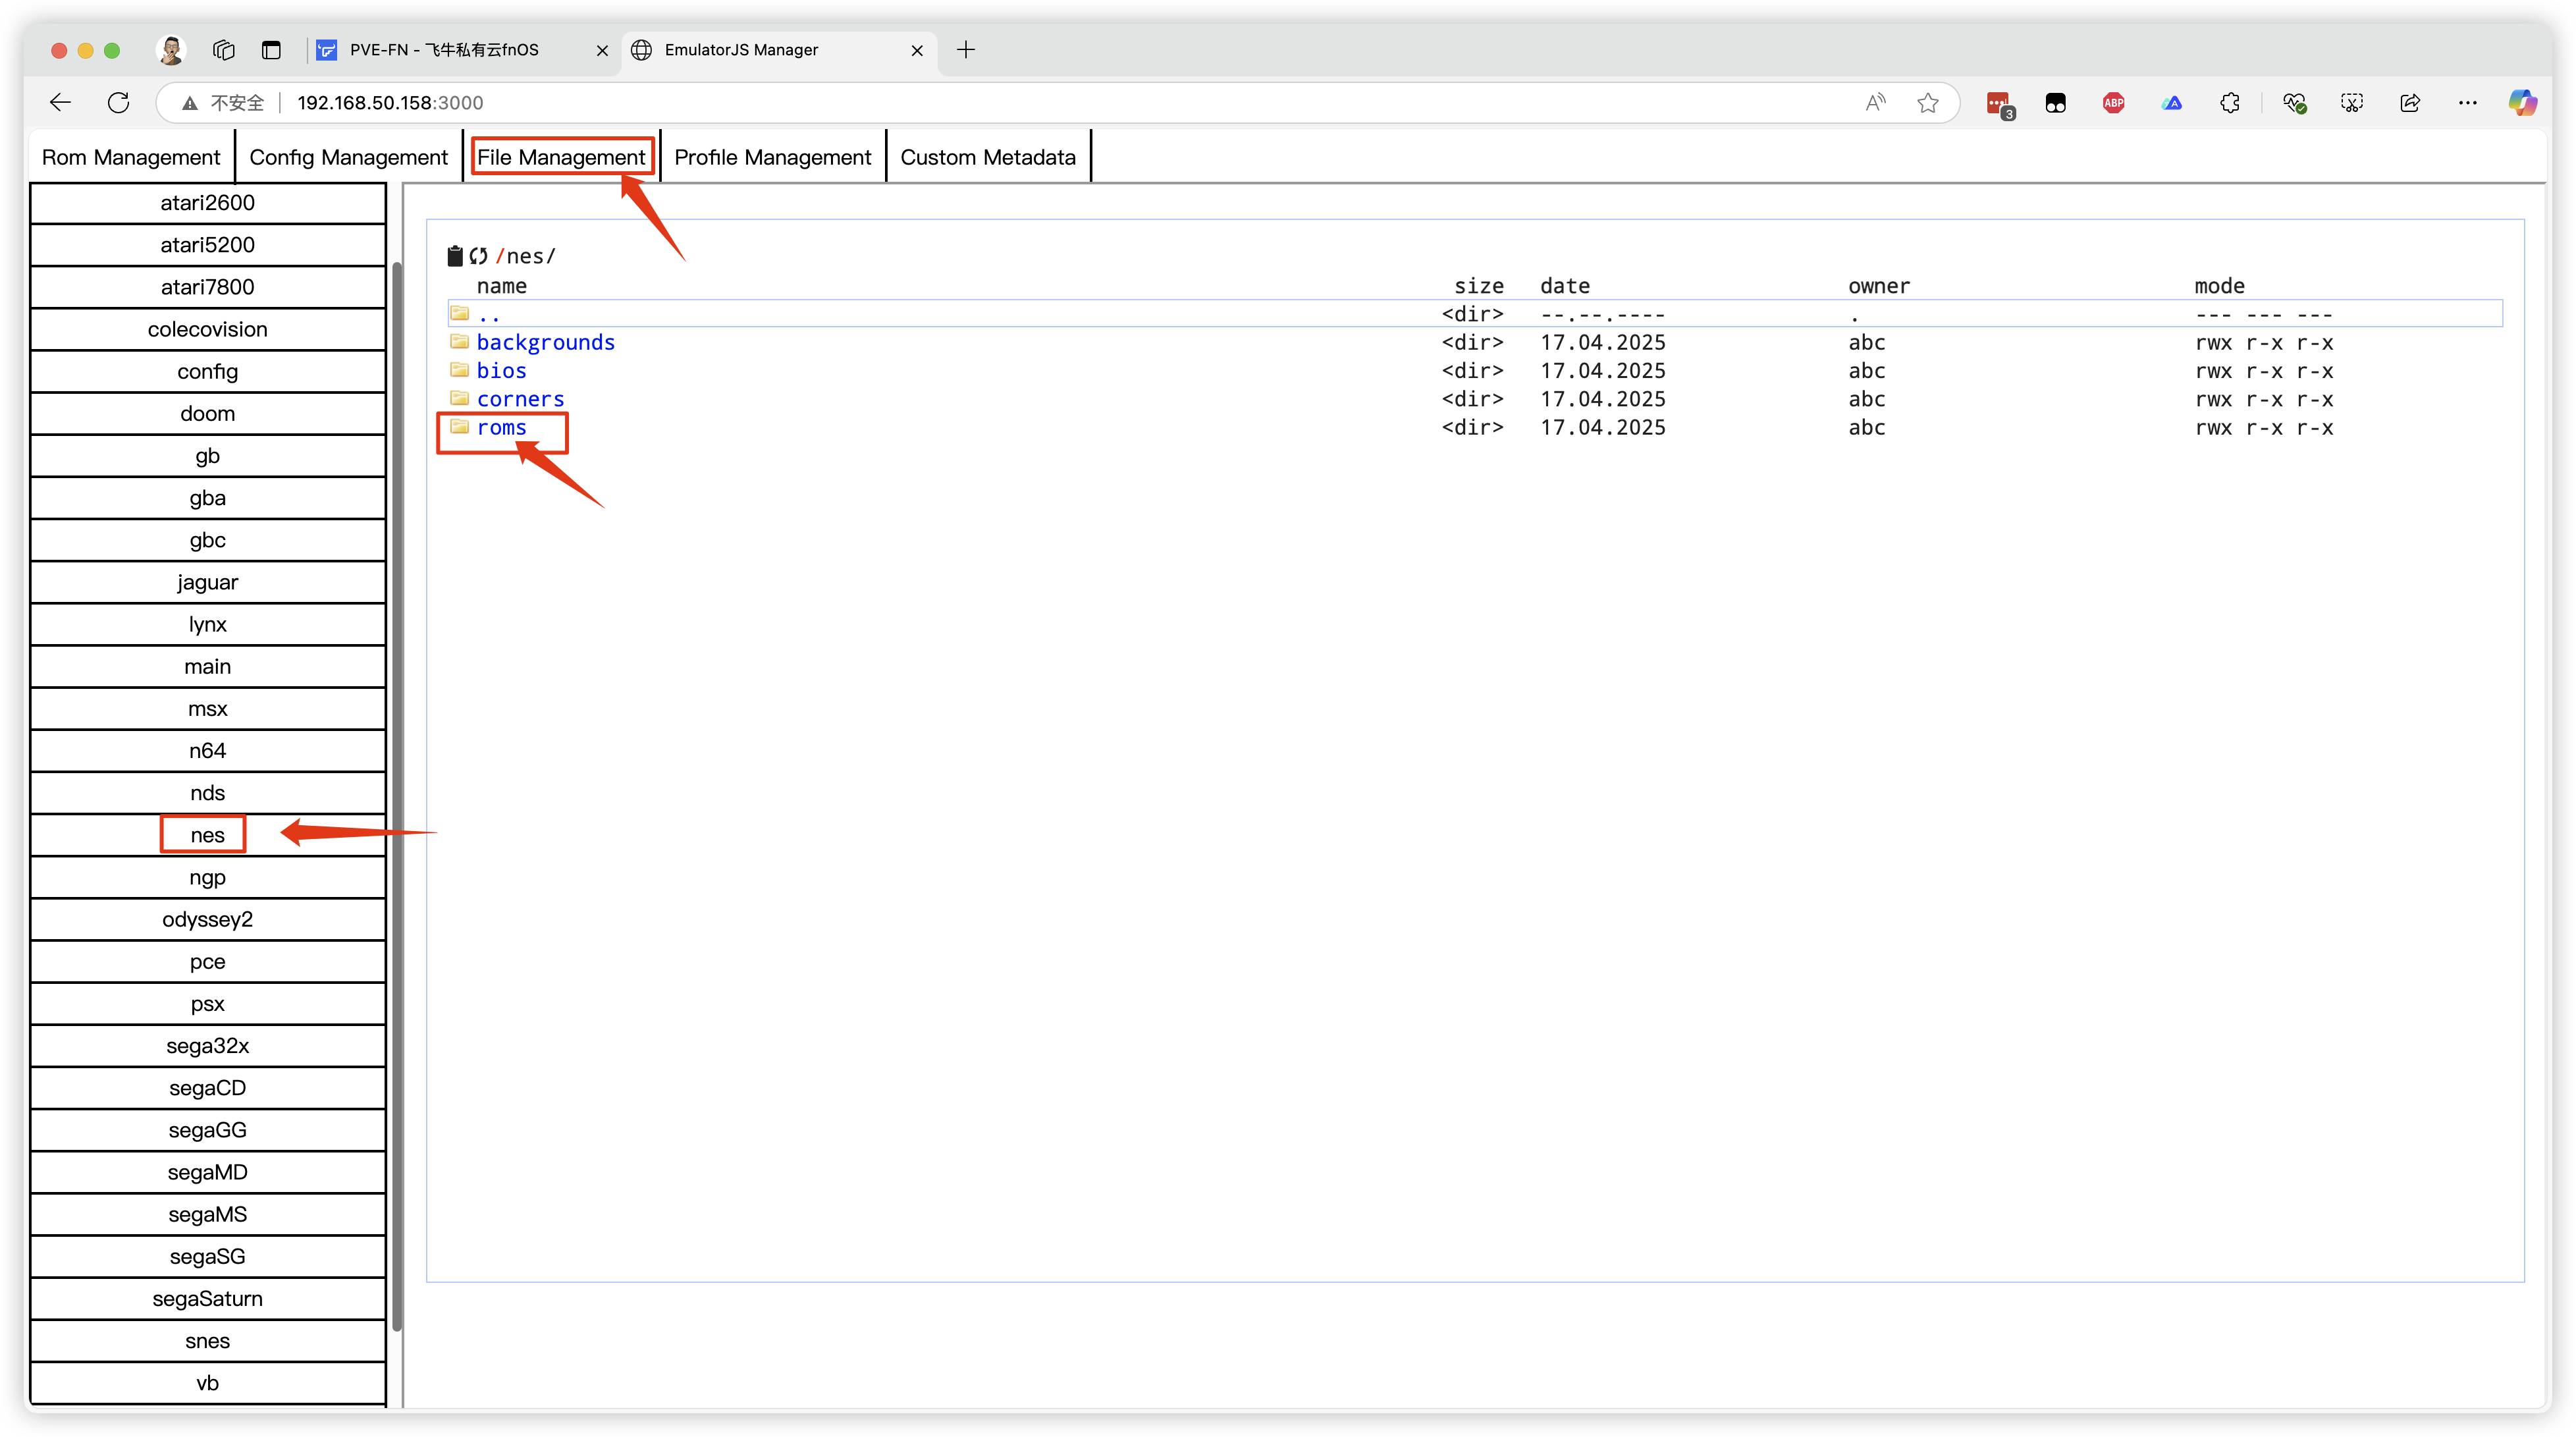 PVE-FN - 飞牛私有云fnOS
EmulatorJS Manager
不安全
192.168.50.158:3000
3
ABP
Rom Management
Config Management
File Management
Profile Management
Custom Metadata
atari2600
atari5200
atari7800
colecovision
config
doom
gb
gba
gbc
jaguar
lynx
main
msx
n64
nds
nes
ngp
odyssey2
pce
psx
sega32x
segaCD
segaGG
segaMD
segaMS
segaSG
segaSaturn
snes
vb
/nes/
name size date owner mode
.. <dir> --.--.---- . --- --- ---
backgrounds <dir> 17.04.2025 abc rwx r-x r-x
bios <dir> 17.04.2025 abc rwx r-x r-x
corners <dir> 17.04.2025 abc rwx r-x r-x
roms <dir> 17.04.2025 abc rwx r-x r-x